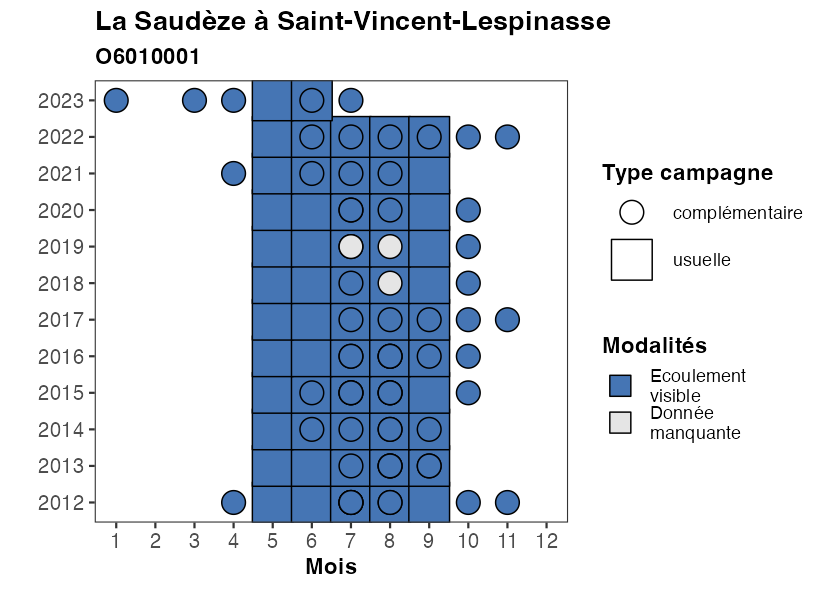 La Saudèze à Saint-Vincent-Lespinasse
O6010001
2023
2022
2021
2020
2019
2018
2017
2016
2015
2014
2013
2012
1 2 3 4 5 6 7 8 9 10 11 12
Mois
Type campagne
complémentaire
usuelle
Modalités
Ecoulement
visible
Donnée
manquante